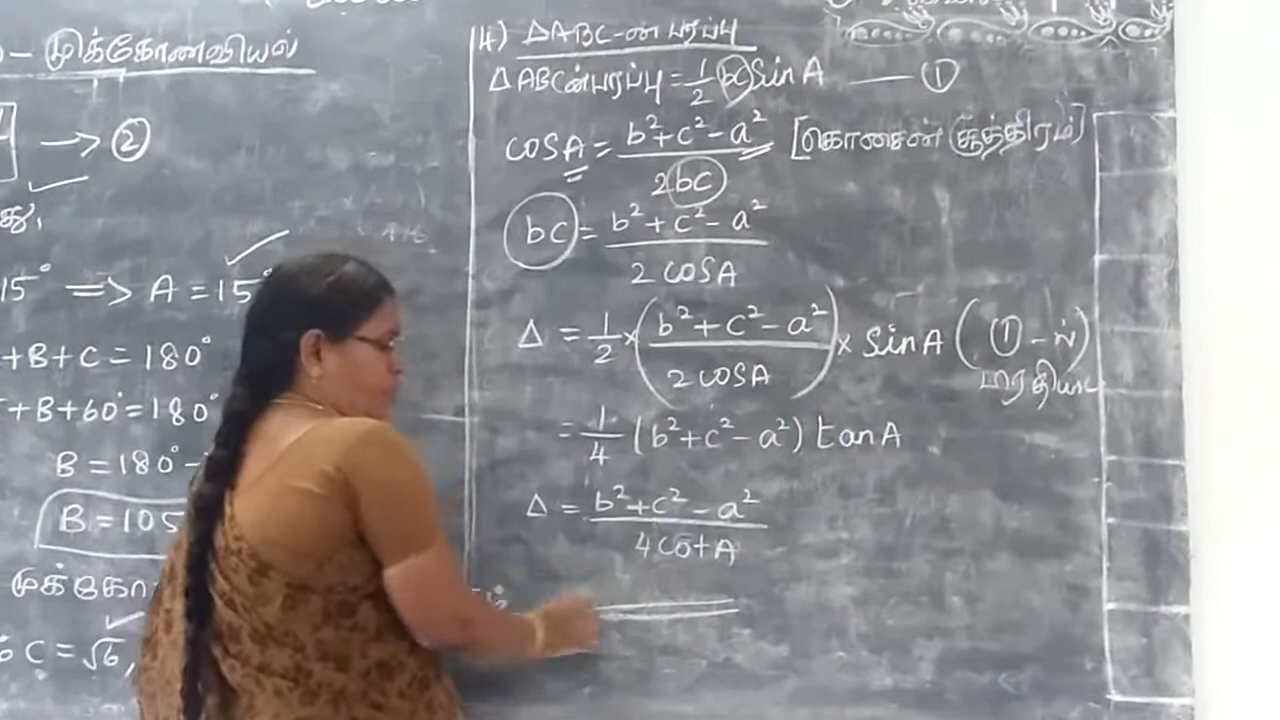 - முக்கோணவியல்
→ ②
15° => A = 15°
+B+C = 180°
+B+60° = 180°
B = 180° -
B = 105
C = √6,
14) ΔABC-ன் பரப்பு
ΔABCன் பரப்பு = 1/2 bc sin A —— ①
cos A = (b² + c² - a²) / 2bc [கொசைன் சூத்திரம்]
bc = (b² + c² - a²) / 2 cos A
Δ = 1/2 × ((b² + c² - a²) / 2 cos A) × sin A (①-ல்
= 1/4 (b² + c² - a²) tan A
Δ = (b² + c² - a²) / 4 cot A